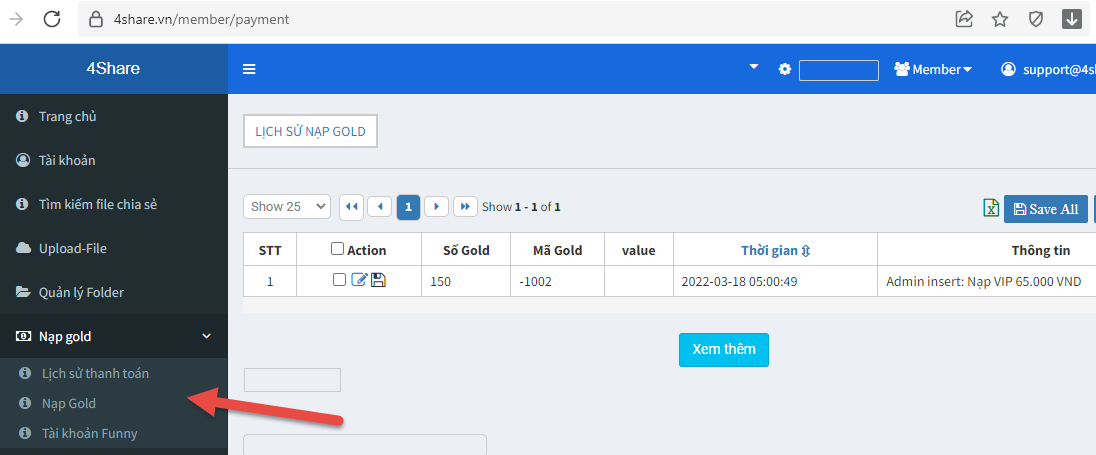 4share.vn/member/payment
4Share
Member
support@4s
Trang chủ
Tài khoản
Tìm kiếm file chia sẻ
Upload-File
Quản lý Folder
Nạp gold
Lịch sử thanh toán
Nạp Gold
Tài khoản Funny
LỊCH SỬ NẠP GOLD
Show 25
1
Show 1 - 1 of 1
Save All
STT Action Số Gold Mã Gold value Thời gian Thông tin
1 150 -1002 2022-03-18 05:00:49 Admin insert: Nạp VIP 65.000 VND
Xem thêm